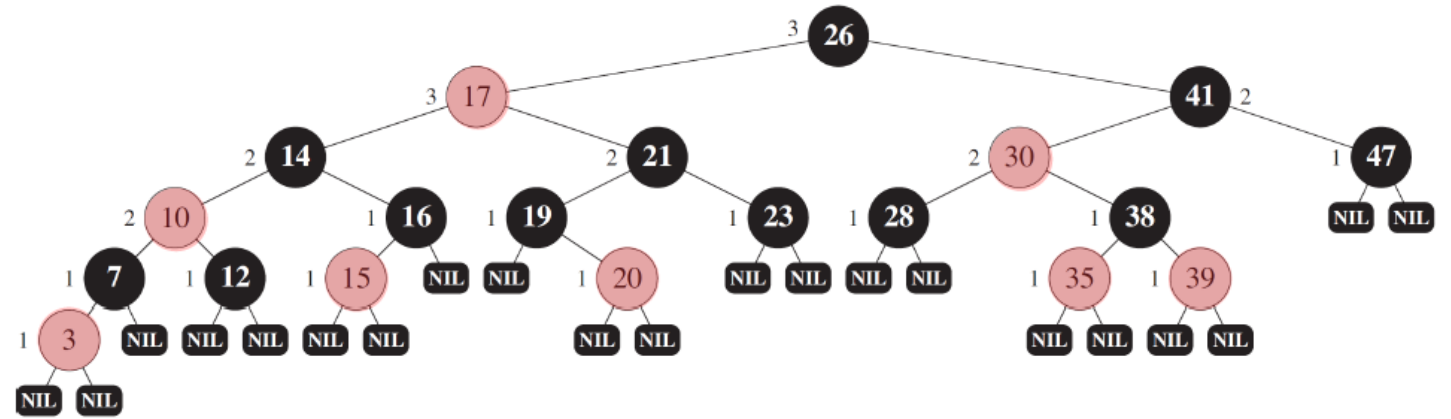 3 26
3 17 41 2
2 14 2 21 2 30 1 47
2 10 1 16 1 19 1 23 1 28 1 38 NIL NIL
1 7 1 12 1 15 NIL NIL 1 20 NIL NIL NIL NIL 1 35 1 39
1 3 NIL NIL NIL NIL NIL NIL NIL NIL NIL NIL NIL NIL
NIL NIL